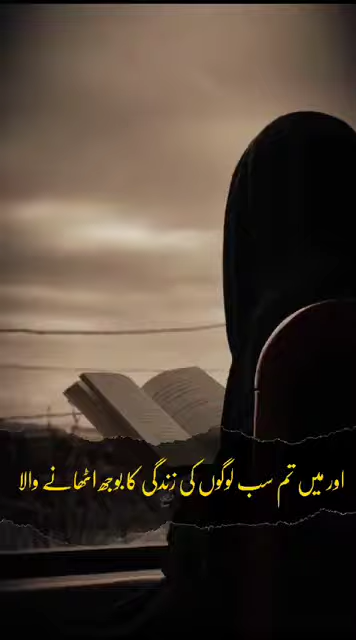 اور میں تم سب لوگوں کی زندگی کا بوجھ اٹھانے والا